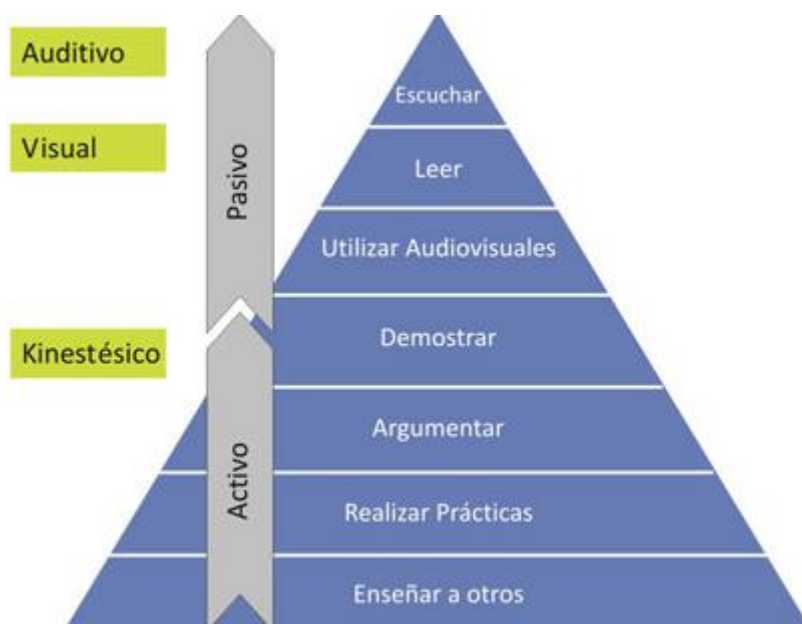 Auditivo
Visual
Kinestésico
Pasivo
Activo
Escuchar
Leer
Utilizar Audiovisuales
Demostrar
Argumentar
Realizar Prácticas
Enseñar a otros